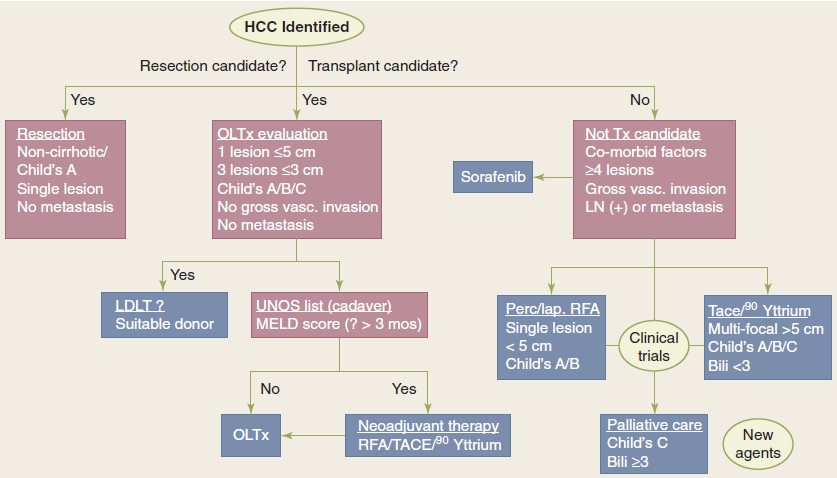 HCC Identified
Resection candidate? Transplant candidate?
Yes
Yes
No
Resection
Non-cirrhotic/
Child's A
Single lesion
No metastasis
OLTx evaluation
1 lesion ≤5 cm
3 lesions ≤3 cm
Child's A/B/C
No gross vasc. invasion
No metastasis
Sorafenib
Not Tx candidate
Co-morbid factors
≥4 lesions
Gross vasc. invasion
LN (+) or metastasis
Yes
LDLT ?
Suitable donor
UNOS list (cadaver)
MELD score (? > 3 mos)
Perc/lap. RFA
Single lesion
< 5 cm
Child's A/B
Clinical
trials
Tace/⁹⁰ Yttrium
Multi-focal >5 cm
Child's A/B/C
Bili <3
No
Yes
OLTx
Neoadjuvant therapy
RFA/TACE/⁹⁰ Yttrium
Palliative care
Child's C
Bili ≥3
New
agents